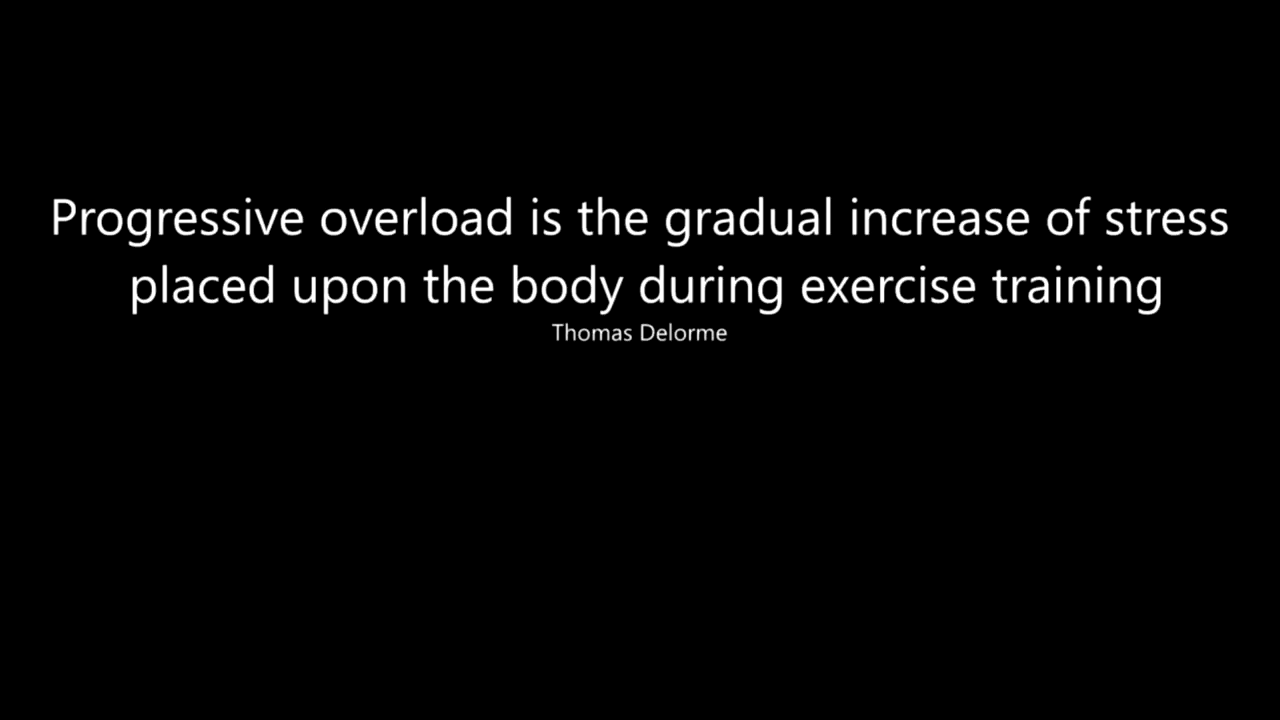 Progressive overload is the gradual increase of stress
placed upon the body during exercise training
Thomas Delorme